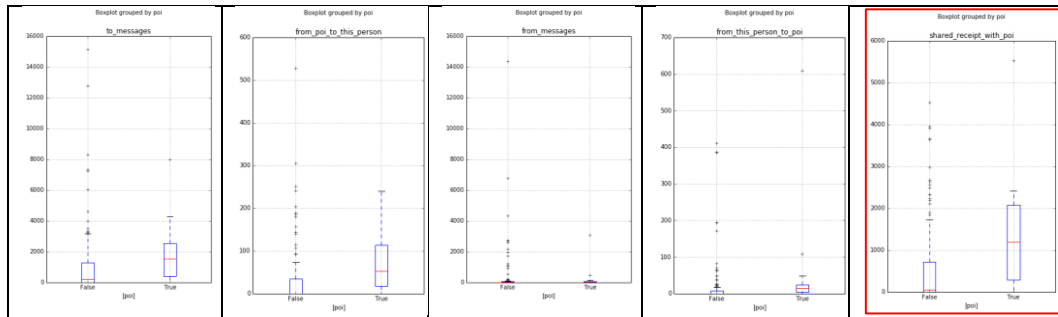 Boxplot grouped by poi
to_messages
16000
14000
12000
10000
8000
6000
4000
2000
0
False
True
[poi]
Boxplot grouped by poi
from_poi_to_this_person
600
500
400
300
200
100
0
False
True
[poi]
Boxplot grouped by poi
from_messages
16000
14000
12000
10000
8000
6000
4000
2000
0
False
True
[poi]
Boxplot grouped by poi
from_this_person_to_poi
700
600
500
400
300
200
100
0
False
True
[poi]
Boxplot grouped by poi
shared_receipt_with_poi
6000
5000
4000
3000
2000
1000
0
False
True
[poi]